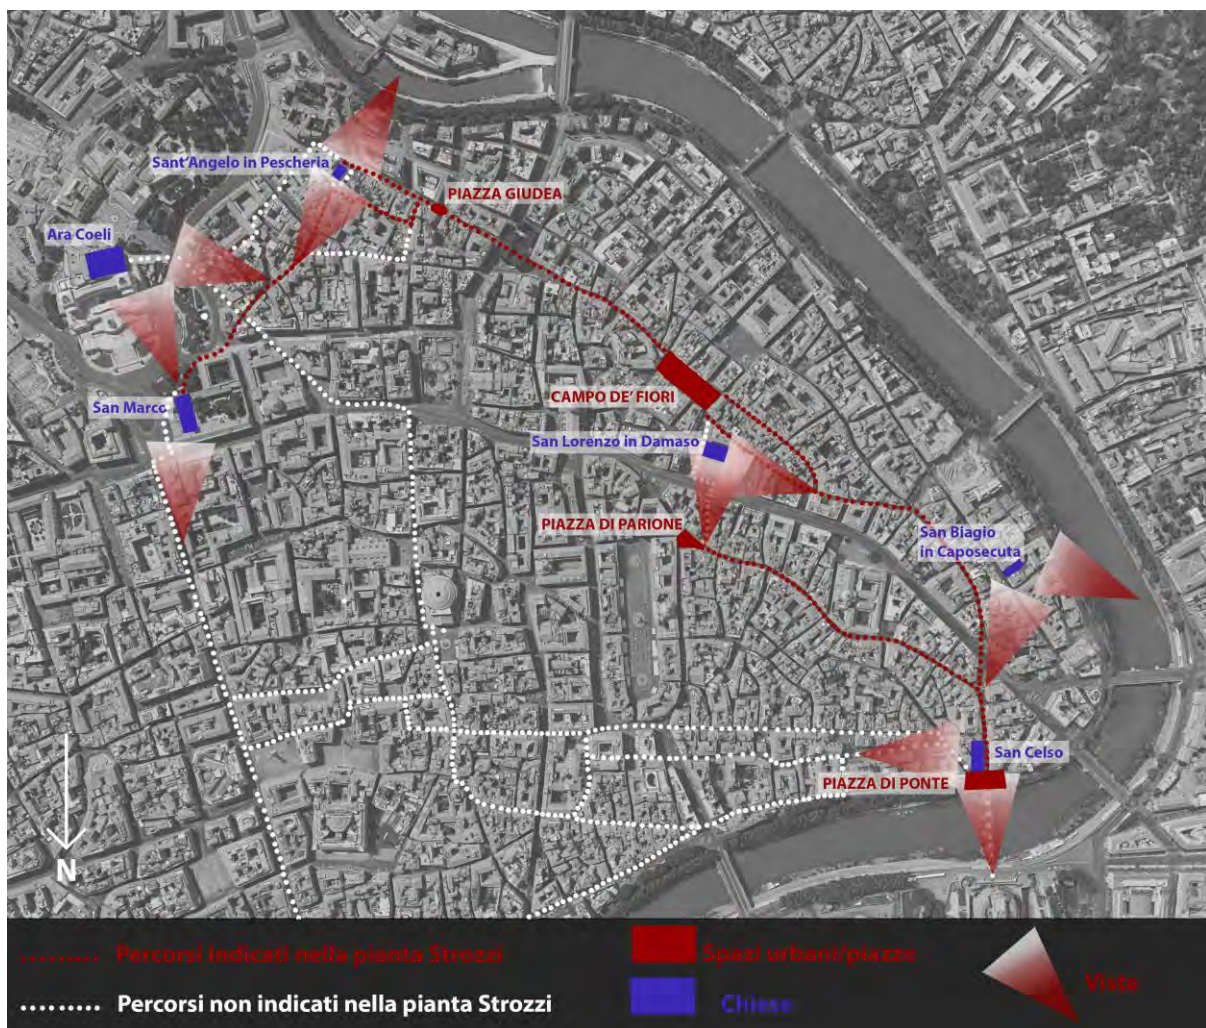 Sant'Angelo in Pescheria
PIAZZA GIUDEA
Ara Coeli
CAMPO DE' FIORI
San Marco
San Lorenzo in Damaso
PIAZZA DI PARIONE
San Biagio
in Caposecuta
San Celso
PIAZZA DI PONTE
N
Percorsi indicati nella pianta Strozzi
Spazi urbani/piazze
Viste
Percorsi non indicati nella pianta Strozzi
Chiese